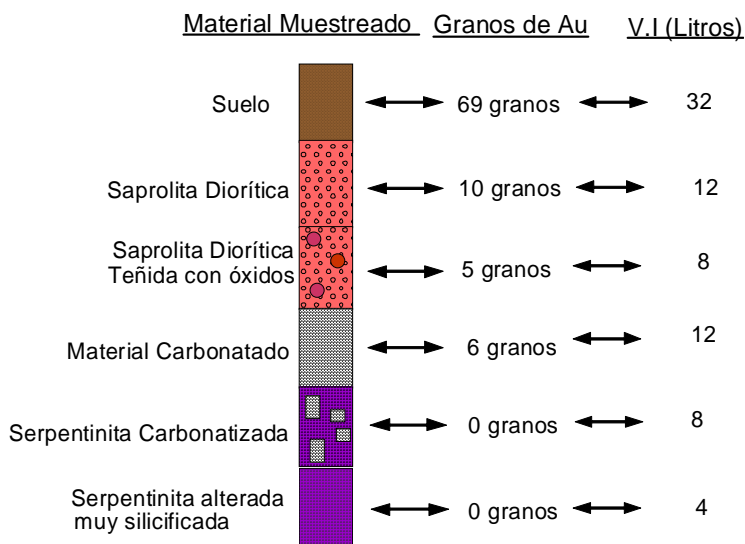 Material Muestreado Granos de Au V.I (Litros)
Suelo 69 granos 32
Saprolita Diorítica 10 granos 12
Saprolita Diorítica
Teñida con óxidos 5 granos 8
Material Carbonatado 6 granos 12
Serpentinita Carbonatizada 0 granos 8
Serpentinita alterada
muy silicificada 0 granos 4